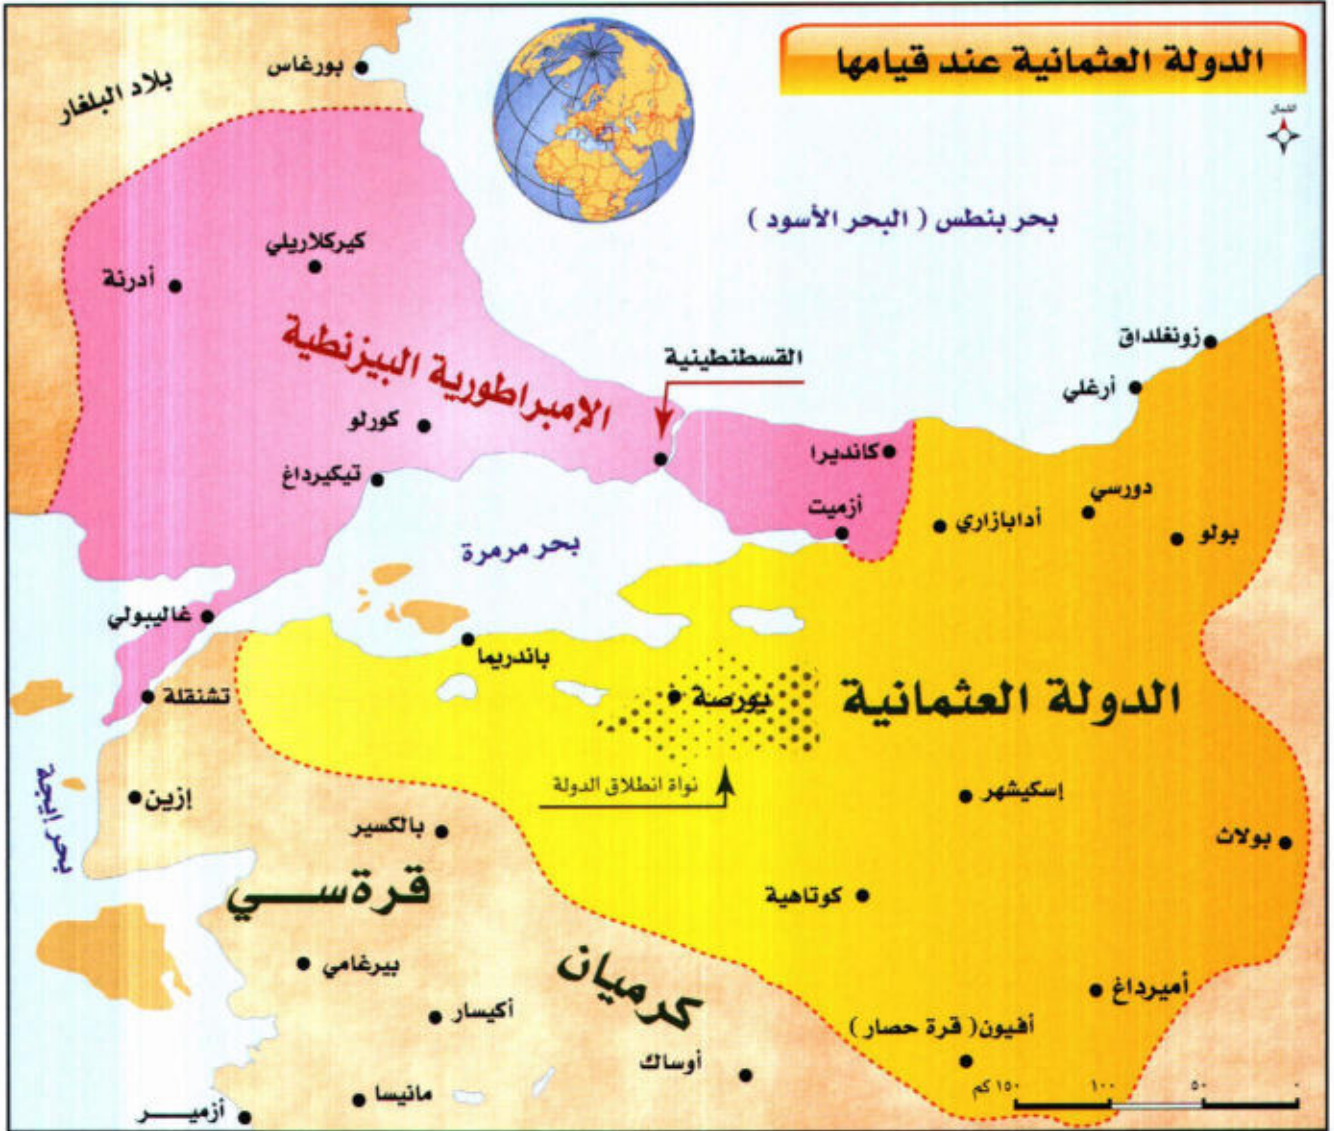 الدولة العثمانية عند قيامها
الشمال
بورغاس
بلاد البلغار
بحر بنطس ( البحر الأسود )
كيركلاريلي
أدرنة
الإمبراطورية البيزنطية
القسطنطينية
زونغلداق
أرغلي
كورلو
كانديرا
تيكيرداغ
أزميت
دورسي
أدابازاري
بولو
بحر مرمرة
غاليبولي
باندريما
تشنقلة
بورصة
الدولة العثمانية
نواة انطلاق الدولة
بحر إيجة
إزين
إسكيشهر
بالكسير
بولاث
قرة ســـي
كوتاهية
بيرغامي
كرميان
أميرداغ
أكيسار
أفيون( قرة حصار )
أوساك
مانيسا
أزميـــر
٠ ٥٠ ١٠٠ ١٥٠ كم